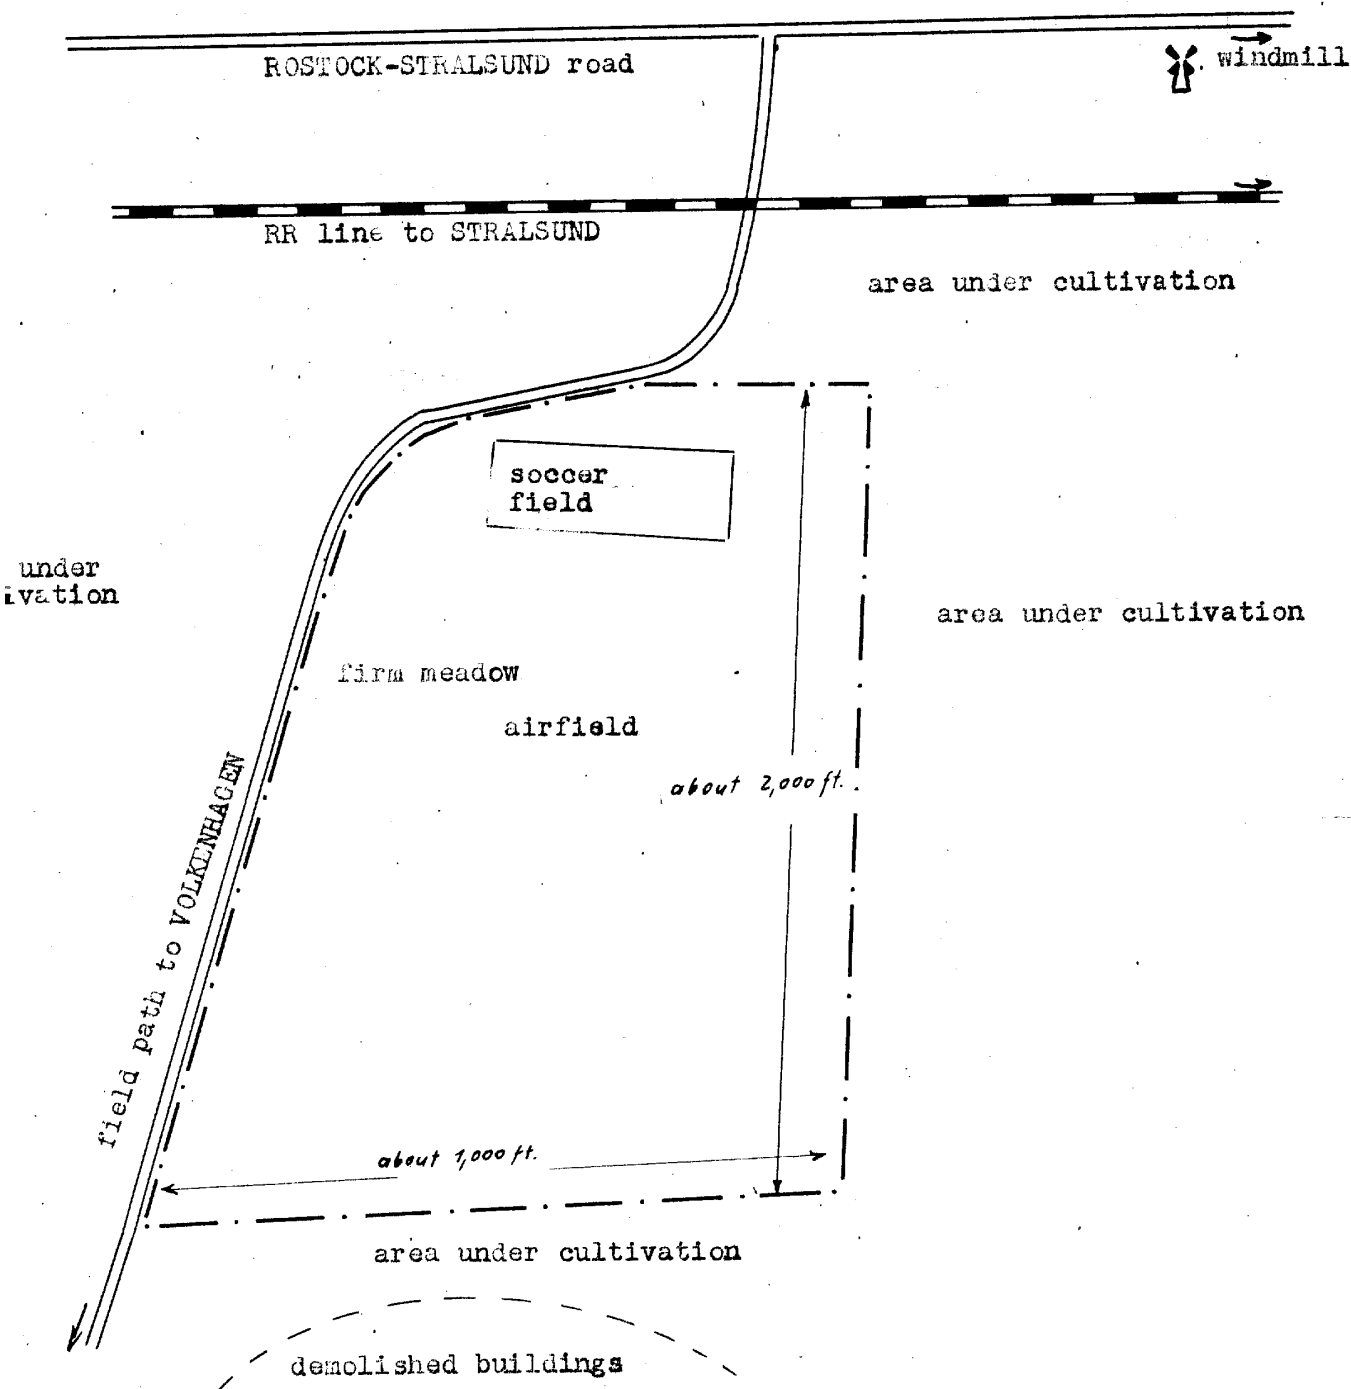 ROSTOCK-STRALSUND road
windmill
RR line to STRALSUND
area under cultivation
soccer
field
under
ivation
area under cultivation
firm meadow
airfield
about 2,000 ft.
field path to VOLKENHAGEN
about 1,000 ft.
area under cultivation
demolished buildings